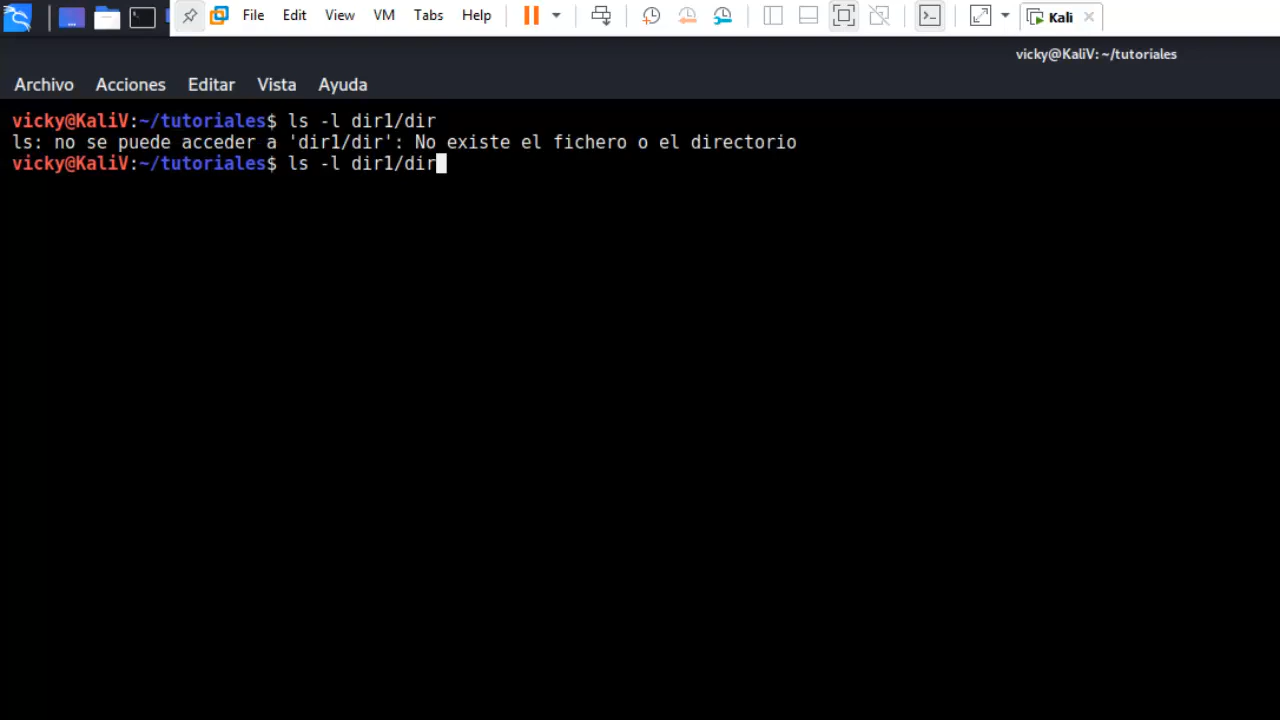 File Edit View VM Tabs Help Kali
vicky@KaliV: ~/tutoriales
Archivo Acciones Editar Vista Ayuda
vicky@KaliV:~/tutoriales$ ls -l dir1/dir
ls: no se puede acceder a 'dir1/dir': No existe el fichero o el directorio
vicky@KaliV:~/tutoriales$ ls -l dir1/dir